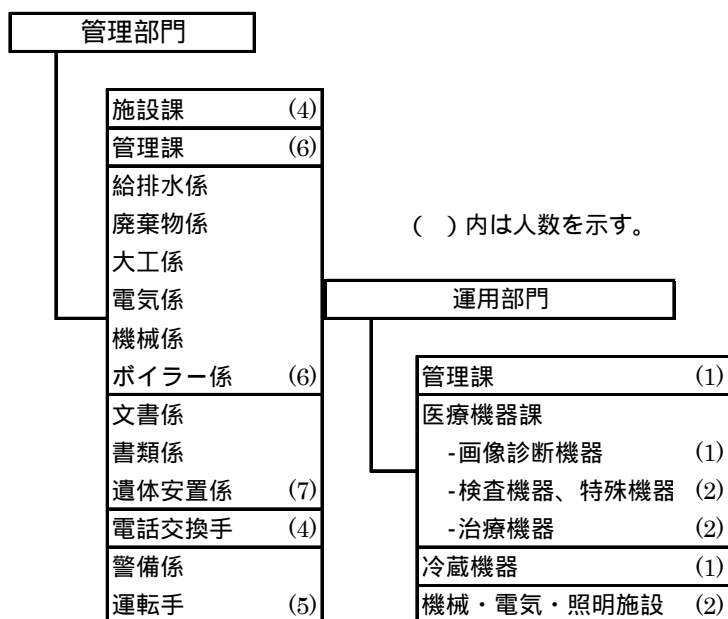 管理部門
施設課 (4)
管理課 (6)
給排水係
廃棄物係
大工係
電気係
機械係
ボイラー係 (6)
文書係
書類係
遺体安置係 (7)
電話交換手 (4)
警備係
運転手 (5)
( )内は人数を示す。
運用部門
管理課 (1)
医療機器課
-画像診断機器 (1)
-検査機器、特殊機器 (2)
-治療機器 (2)
冷蔵機器 (1)
機械・電気・照明施設 (2)